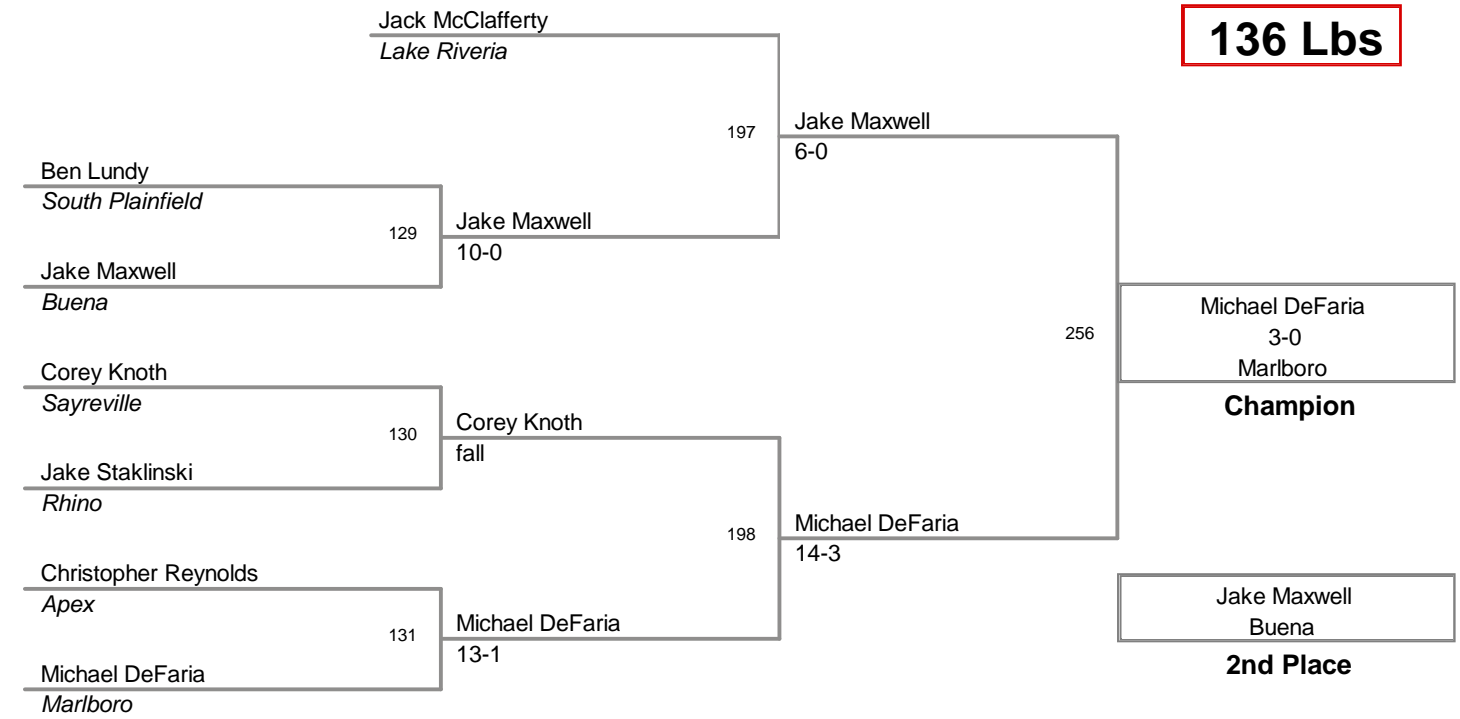 Jack McClafferty
Lake Riveria
136 Lbs
197
Jake Maxwell
6-0
Ben Lundy
South Plainfield
129
Jake Maxwell
10-0
Jake Maxwell
Buena
256
Michael DeFaria
3-0
Marlboro
Champion
Corey Knoth
Sayreville
130
Corey Knoth
fall
Jake Staklinski
Rhino
198
Michael DeFaria
14-3
Christopher Reynolds
Apex
131
Michael DeFaria
13-1
Michael DeFaria
Marlboro
Jake Maxwell
Buena
2nd Place